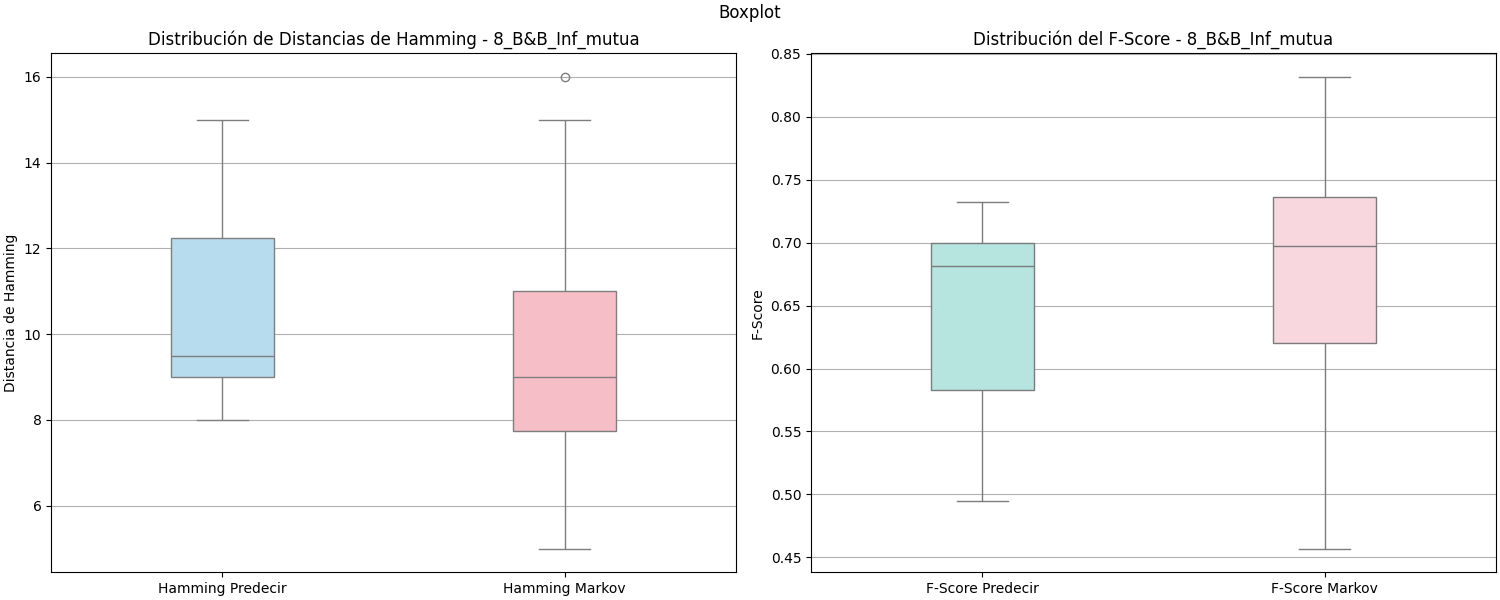 Boxplot
Distribución de Distancias de Hamming - 8_B&B_Inf_mutua
Distancia de Hamming
16
14
12
10
8
6
Hamming Predecir
Hamming Markov
Distribución del F-Score - 8_B&B_Inf_mutua
F-Score
0.85
0.80
0.75
0.70
0.65
0.60
0.55
0.50
0.45
F-Score Predecir
F-Score Markov